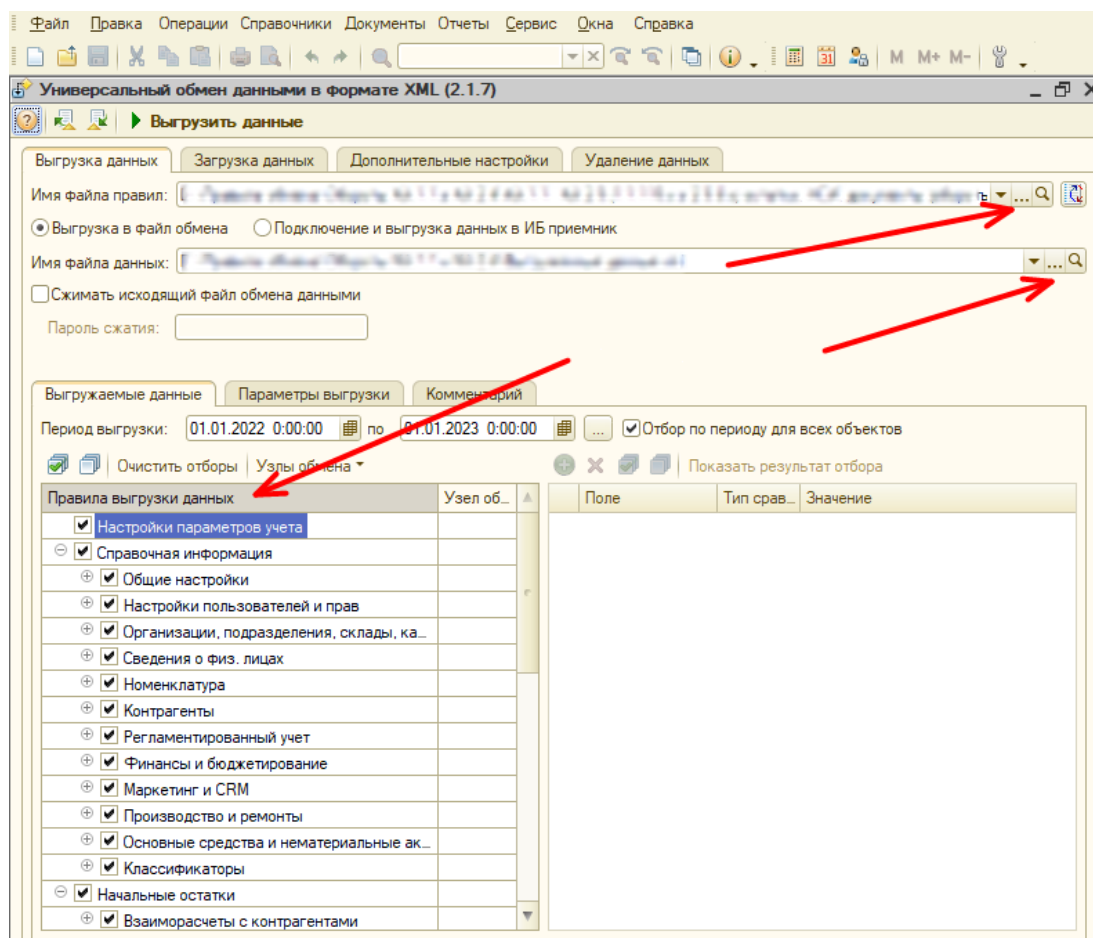 Файл Правка Операции Справочники Документы Отчеты Сервис Окна Справка
31 M M+ M-
Универсальный обмен данными в формате XML (2.1.7)
Выгрузить данные
Выгрузка данных Загрузка данных Дополнительные настройки Удаление данных
Имя файла правил: ...
Выгрузка в файл обмена Подключение и выгрузка данных в ИБ приемник
Имя файла данных: ...
Сжимать исходящий файл обмена данными
Пароль сжатия:
Выгружаемые данные Параметры выгрузки Комментарий
Период выгрузки: 01.01.2022 0:00:00 по 01.01.2023 0:00:00 ... Отбор по периоду для всех объектов
Очистить отборы Узлы обмена Показать результат отбора
Правила выгрузки данных Узел об... Поле Тип срав... Значение
Настройки параметров учета
Справочная информация
Общие настройки
Настройки пользователей и прав
Организации, подразделения, склады, ка...
Сведения о физ. лицах
Номенклатура
Контрагенты
Регламентированный учет
Финансы и бюджетирование
Маркетинг и CRM
Производство и ремонты
Основные средства и нематериальные ак...
Классификаторы
Начальные остатки
Взаиморасчеты с контрагентами